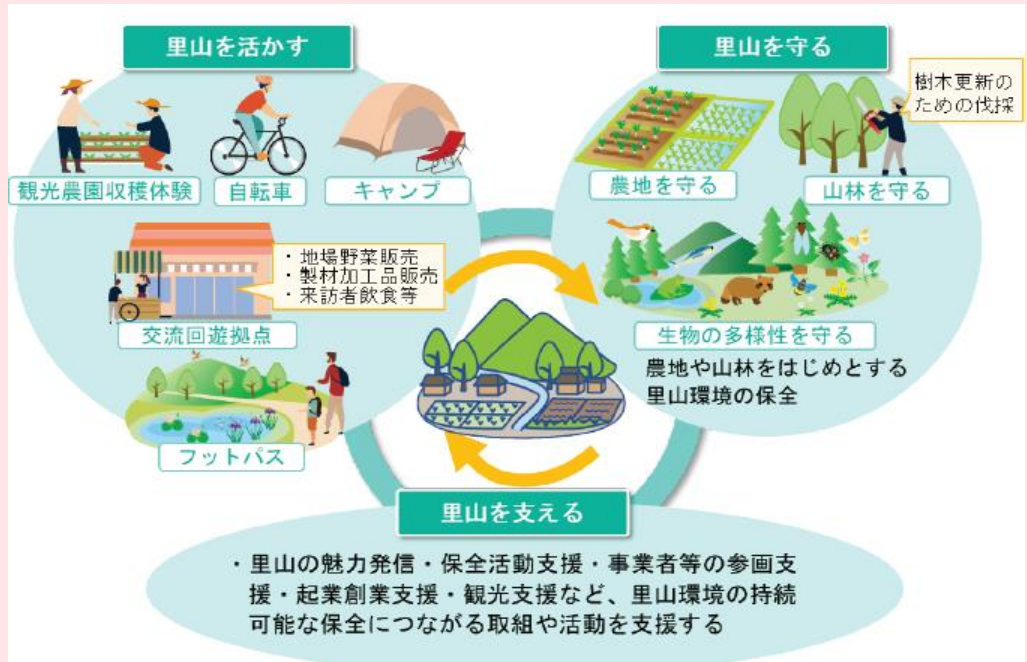 里山を活かす
観光農園収穫体験
自転車
キャンプ
・地場野菜販売
・製材加工品販売
・来訪者飲食等
交流回遊拠点
フットパス
里山を守る
樹木更新の
ための伐採
農地を守る
山林を守る
生物の多様性を守る
農地や山林をはじめとする
里山環境の保全
里山を支える
・里山の魅力発信・保全活動支援・事業者等の参画支
援・起業創業支援・観光支援など、里山環境の持続
可能な保全につながる取組や活動を支援する